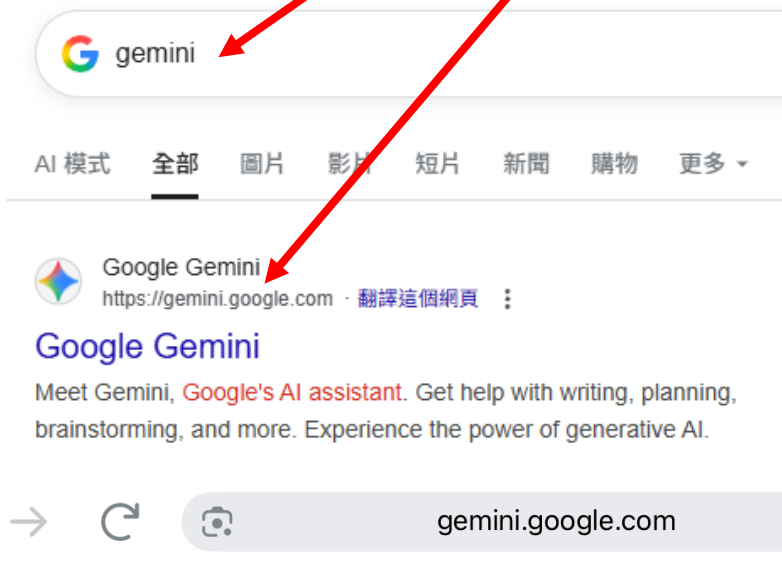 gemini
AI 模式 全部 圖片 影片 短片 新聞 購物 更多
Google Gemini
https://gemini.google.com · 翻譯這個網頁
Google Gemini
Meet Gemini, Google's AI assistant. Get help with writing, planning,
brainstorming, and more. Experience the power of generative AI.
gemini.google.com